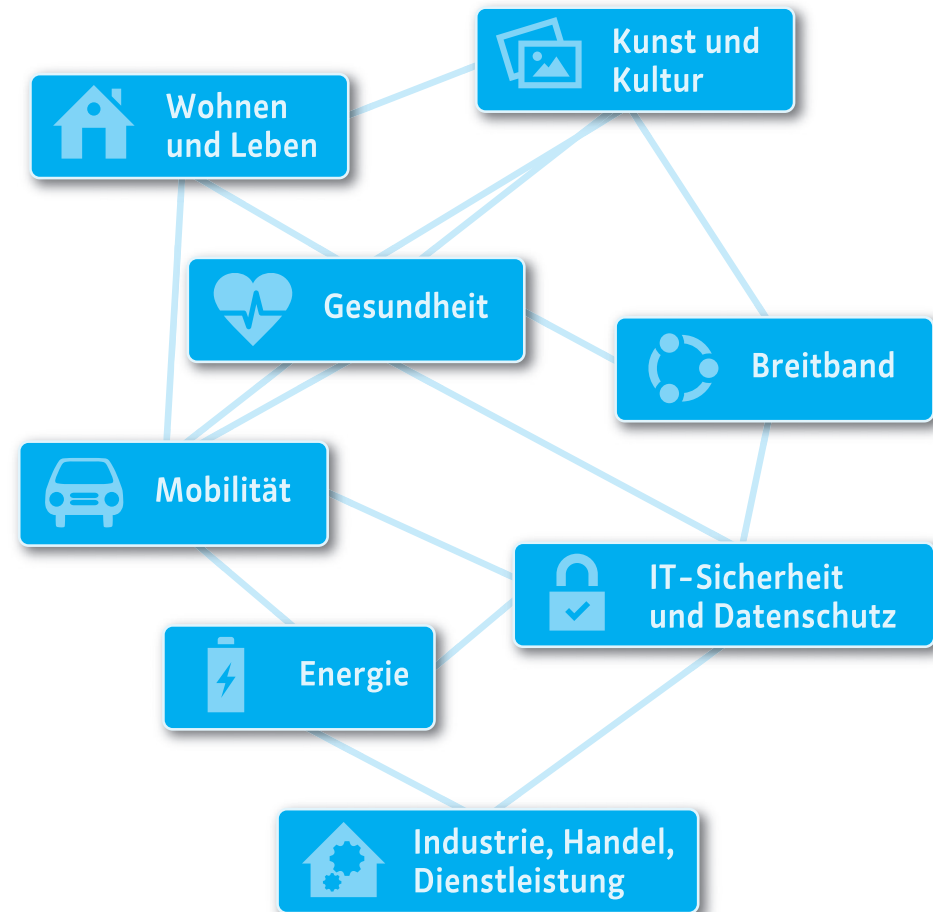 Kunst und
Kultur
Wohnen
und Leben
Gesundheit
Breitband
Mobilität
IT-Sicherheit
und Datenschutz
Energie
Industrie, Handel,
Dienstleistung